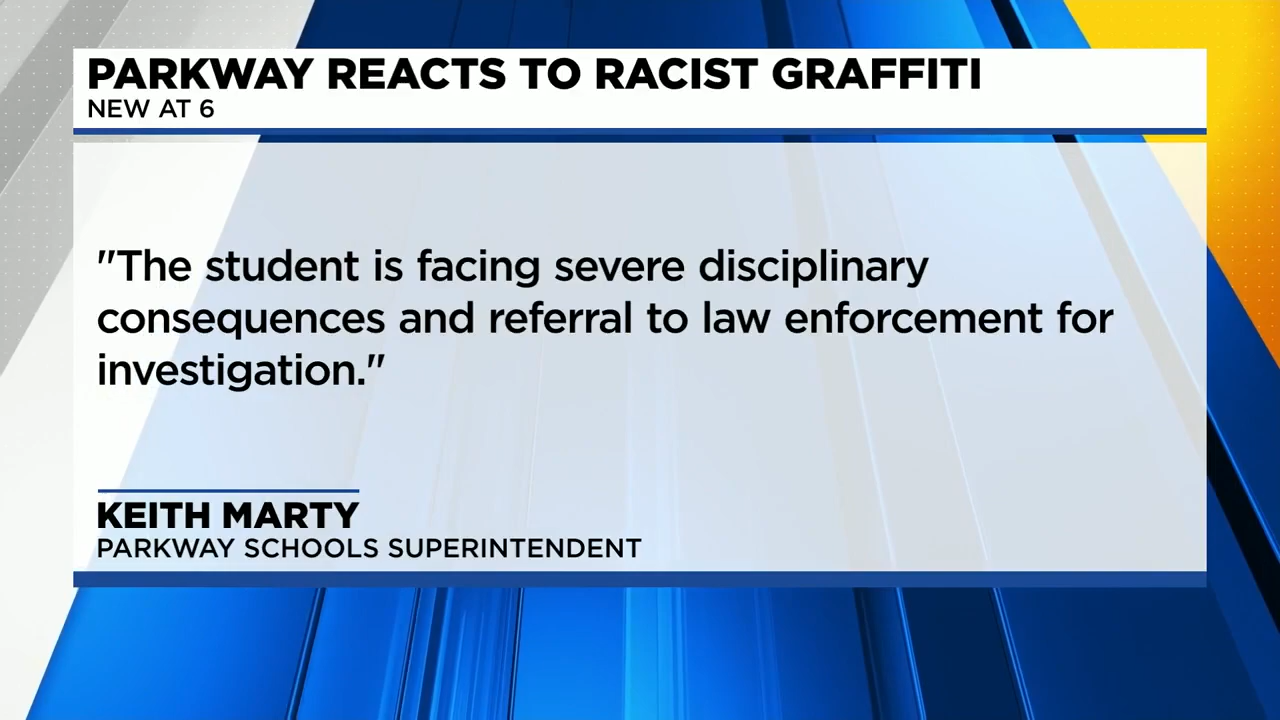 PARKWAY REACTS TO RACIST GRAFFITI
NEW AT 6
"The student is facing severe disciplinary
consequences and referral to law enforcement for
investigation."
KEITH MARTY
PARKWAY SCHOOLS SUPERINTENDENT